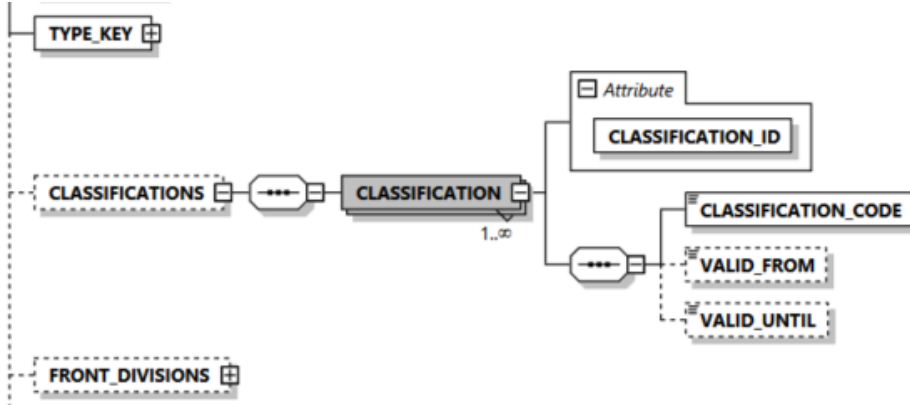 TYPE_KEY
Attribute
CLASSIFICATION_ID
CLASSIFICATIONS
CLASSIFICATION
1..∞
CLASSIFICATION_CODE
VALID_FROM
VALID_UNTIL
FRONT_DIVISIONS